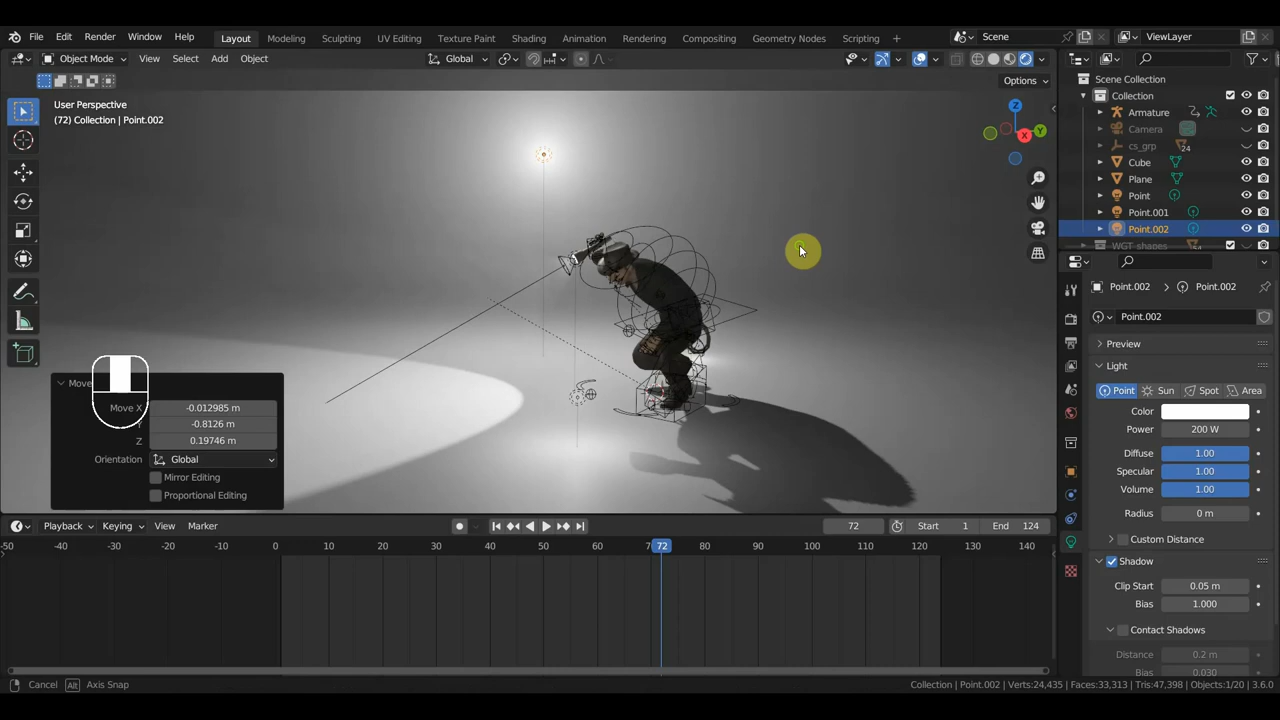 File Edit Render Window Help Layout Modeling Sculpting UV Editing Texture Paint Shading Animation Rendering Compositing Geometry Nodes Scripting + Scene ViewLayer
Object Mode View Select Add Object Global
Options
User Perspective
(72) Collection | Point.002
Z
Y
X
Scene Collection
Collection
Armature
Camera
cs_grp 24
Cube
Plane
Point
Point.001
Point.002
WGT-shapes
Point.002 > Point.002
Point.002
Preview
Light
Point Sun Spot Area
Color
Power 200 W
Diffuse 1.00
Specular 1.00
Volume 1.00
Radius 0 m
Custom Distance
Shadow
Clip Start 0.05 m
Bias 1.000
Contact Shadows
Distance 0.2 m
Bias 0.030
Move
Move X -0.012985 m
-0.8126 m
Z 0.19746 m
Orientation Global
Mirror Editing
Proportional Editing
Playback Keying View Marker 72 Start 1 End 124
-50 -40 -30 -20 -10 0 10 20 30 40 50 60 7 72 80 90 100 110 120 130 140
Cancel Alt Axis Snap
Collection | Point.002 | Verts:24,435 | Faces:33,313 | Tris:47,398 | Objects:1/20 | 3.6.0